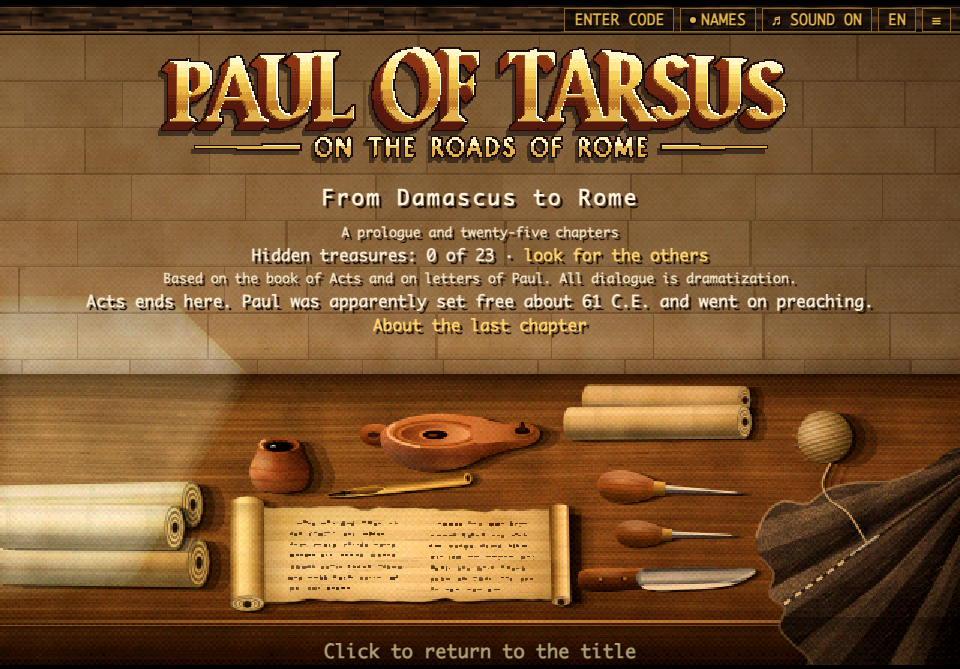 ENTER CODE • NAMES ♬ SOUND ON EN ≡
PAUL OF TARSUS
ON THE ROADS OF ROME
From Damascus to Rome
A prologue and twenty-five chapters
Hidden treasures: 0 of 23 · look for the others
Based on the book of Acts and on letters of Paul. All dialogue is dramatization.
Acts ends here. Paul was apparently set free about 61 C.E. and went on preaching.
About the last chapter
Click to return to the title